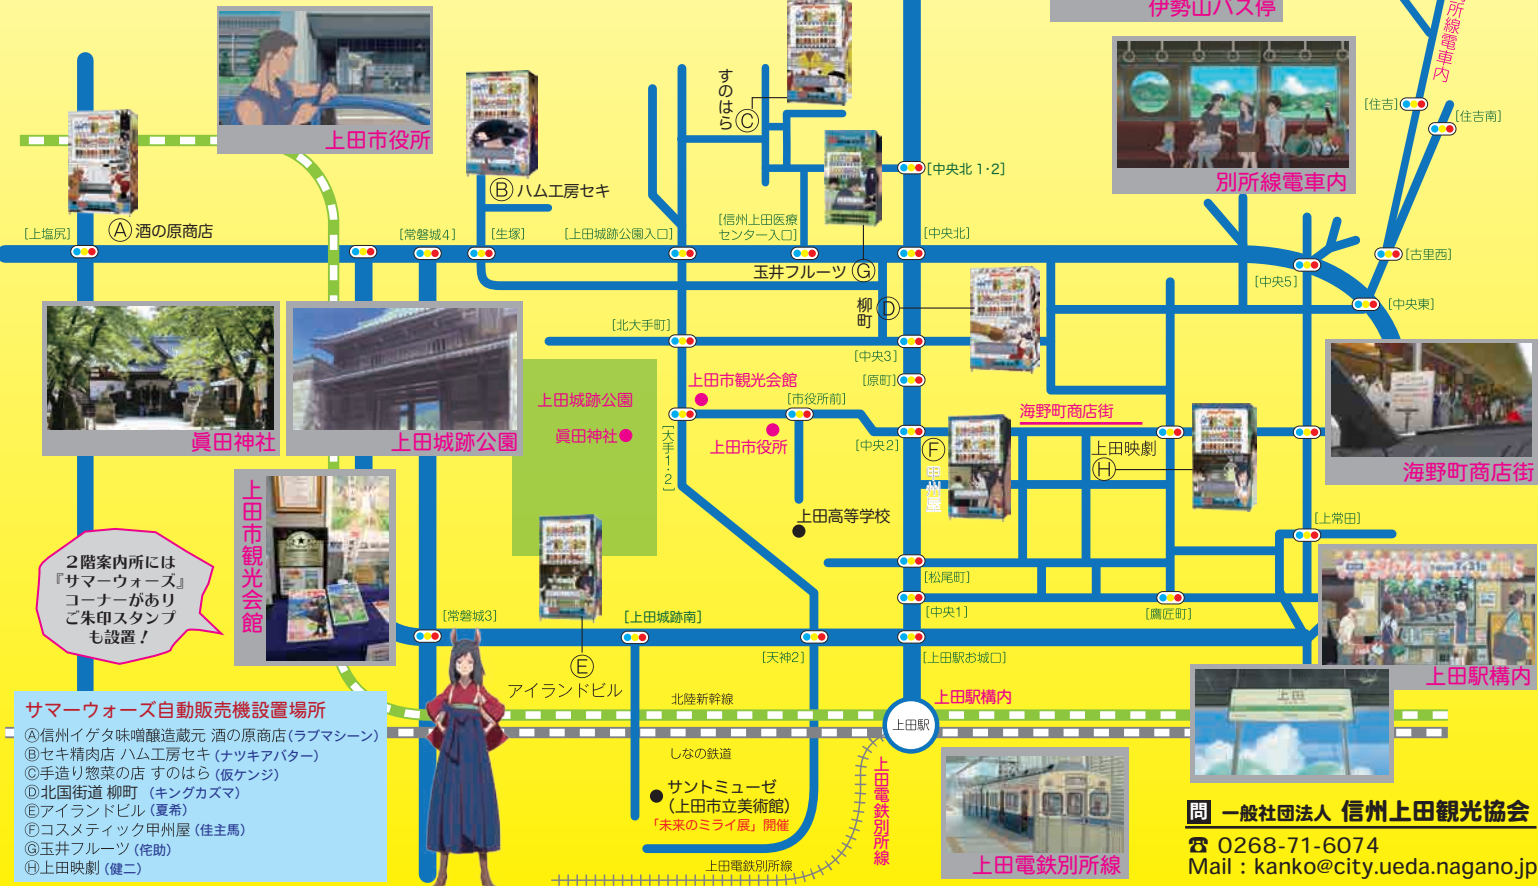 伊勢山バス停
所線電車内
上田市役所
すのはら
Ⓒ
[住吉]
[住吉南]
別所線電車内
[中央北 1・2]
Ⓑハム工房セキ
Ⓐ酒の原商店
[上塩尻]
[常磐城4]
[生塚]
[上田城跡公園入口]
[信州上田医療
センター入口]
[中央北]
[古里西]
玉井フルーツ Ⓖ
[中央5]
[中央東]
柳町 Ⓓ
[北大手町]
[中央3]
上田市観光会館
[原町]
[市役所前]
上田城跡公園
眞田神社
海野町商店街
眞田神社
上田城跡公園
[大手1・2]
上田市役所
[中央2]
Ⓕ
甲州屋
上田映劇
Ⓗ
海野町商店街
上田市観光会館
上田高等学校
[上常田]
2階案内所には
『サマーウォーズ』
コーナーがあり
ご朱印スタンプ
も設置！
[松尾町]
[常磐城3]
[上田城跡南]
[中央1]
[鷹匠町]
[天神2]
[上田駅お城口]
Ⓔ
アイランドビル
上田駅構内
上田
北陸新幹線
上田駅構内
上田駅
しなの鉄道
サントミューゼ
(上田市立美術館)
「未来のミライ展」開催
上田電鉄別所線
上田電鉄別所線
上田電鉄別所線
サマーウォーズ自動販売機設置場所
Ⓐ信州イゲタ味噌醸造蔵元 酒の原商店(ラブマシーン)
Ⓑセキ精肉店 ハム工房セキ (ナツキアバター)
Ⓒ手造り惣菜の店 すのはら (仮ケンジ)
Ⓓ北国街道 柳町 (キングカズマ)
Ⓔアイランドビル (夏希)
Ⓕコスメティック甲州屋 (佳主馬)
Ⓖ玉井フルーツ (侘助)
Ⓗ上田映劇 (健二)
問 一般社団法人 信州上田観光協会
☎ 0268-71-6074
Mail : kanko@city.ueda.nagano.jp